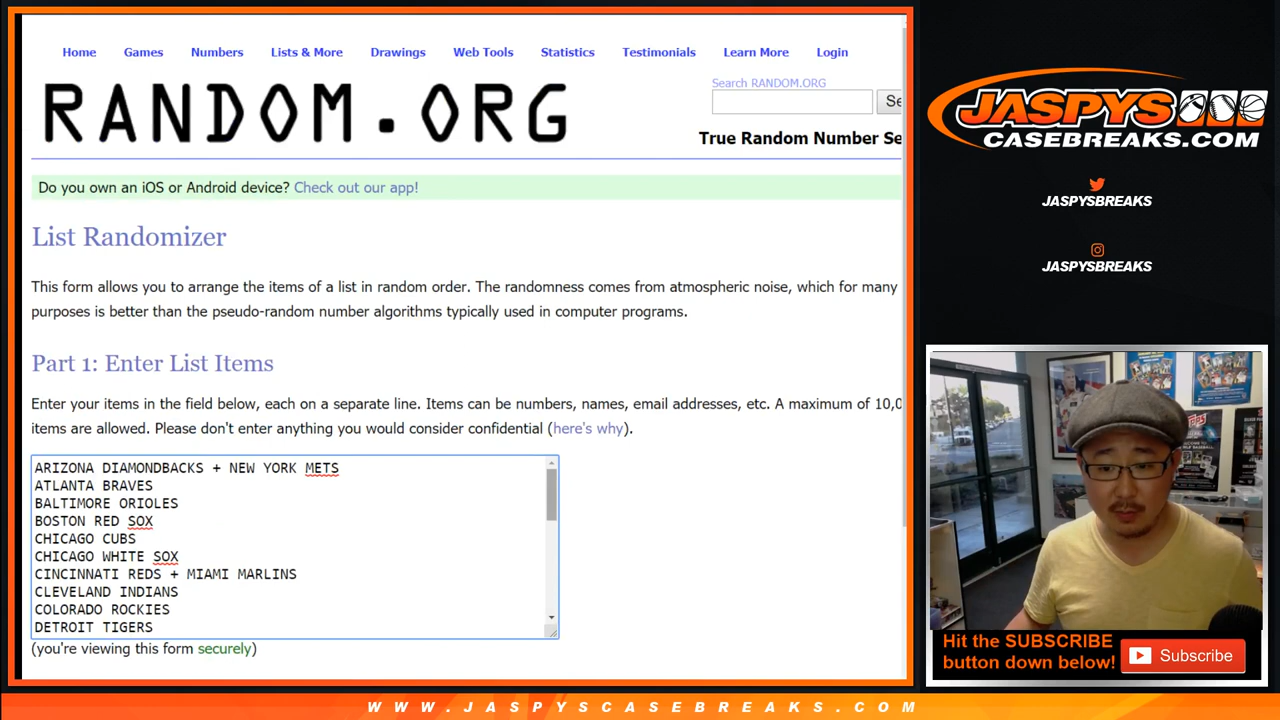 Home Games Numbers Lists & More Drawings Web Tools Statistics Testimonials Learn More Login
RANDOM.ORG
Search RANDOM.ORG
Se
True Random Number Se
Do you own an iOS or Android device? Check out our app!
List Randomizer
This form allows you to arrange the items of a list in random order. The randomness comes from atmospheric noise, which for many
purposes is better than the pseudo-random number algorithms typically used in computer programs.
Part 1: Enter List Items
Enter your items in the field below, each on a separate line. Items can be numbers, names, email addresses, etc. A maximum of 10,0
items are allowed. Please don't enter anything you would consider confidential (here's why).
ARIZONA DIAMONDBACKS + NEW YORK METS
ATLANTA BRAVES
BALTIMORE ORIOLES
BOSTON RED SOX
CHICAGO CUBS
CHICAGO WHITE SOX
CINCINNATI REDS + MIAMI MARLINS
CLEVELAND INDIANS
COLORADO ROCKIES
DETROIT TIGERS
(you're viewing this form securely)
JASPYS
CASEBREAKS.COM
JASPYSBREAKS
JASPYSBREAKS
TOPPS
Hit the SUBSCRIBE
button down below!
Subscribe
WWW.JASPYSCASEBREAKS.COM